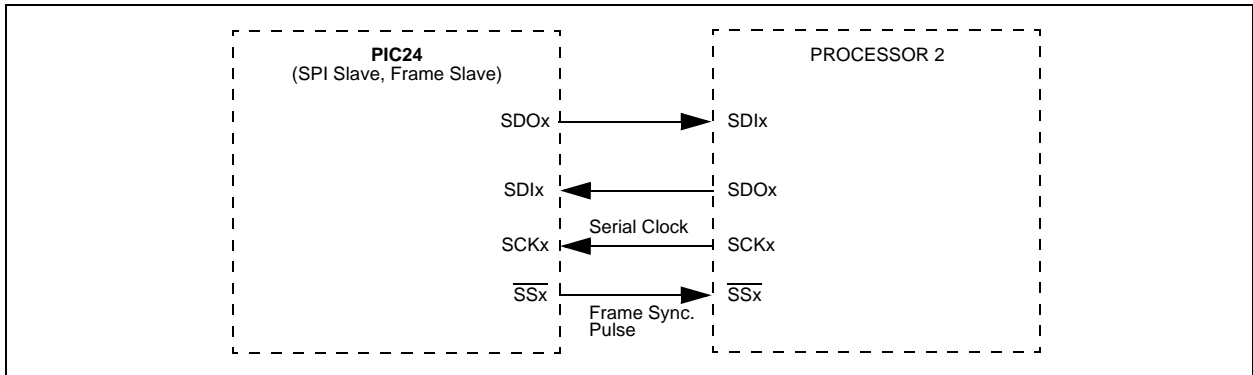 PIC24
(SPI Slave, Frame Slave)
PROCESSOR 2
SDOx
SDIx
SDIx
SDOx
Serial Clock
SCKx
SCKx
SSx
SSx
Frame Sync.
Pulse